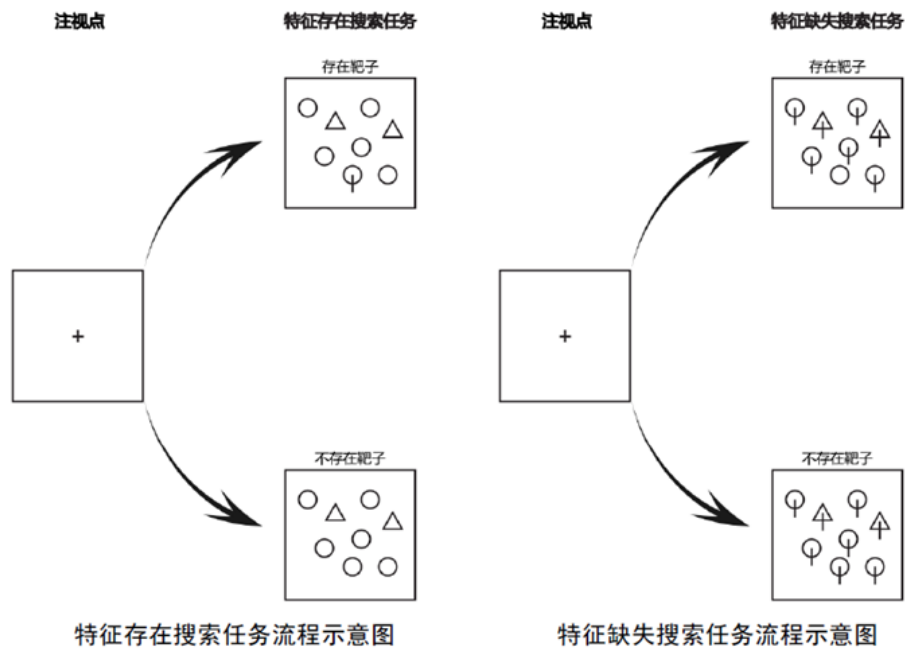 注视点 特征存在搜索任务 注视点 特征缺失搜索任务
存在靶子 存在靶子
不存在靶子 不存在靶子
特征存在搜索任务流程示意图 特征缺失搜索任务流程示意图